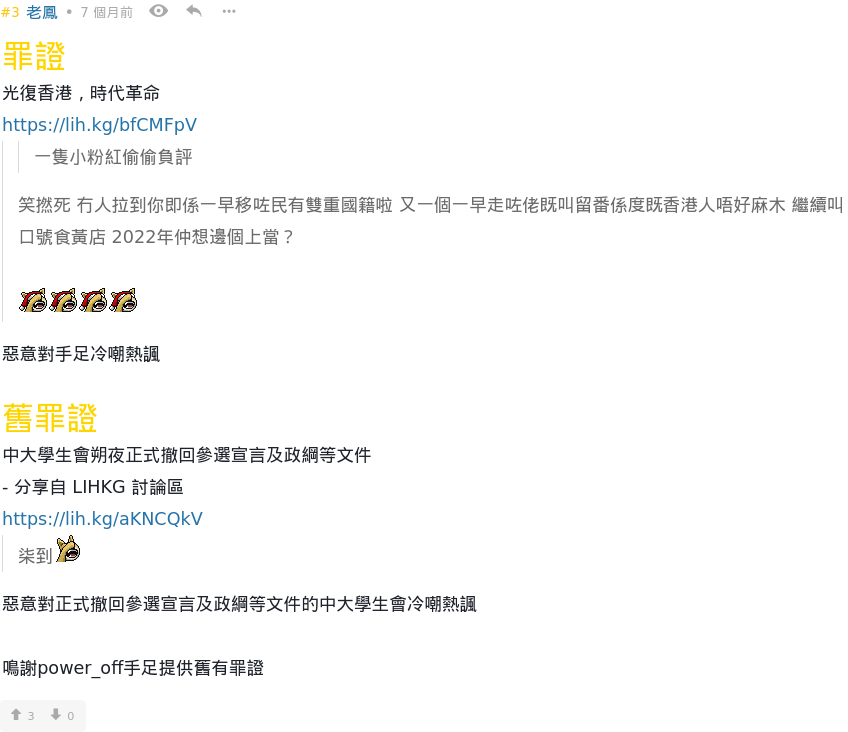 #3 老鳳 • 7 個月前
罪證
光復香港，時代革命
https://lih.kg/bfCMFpV
一隻小粉紅偷偷負評
笑撚死 冇人拉到你即係一早移咗民有雙重國籍啦 又一個一早走咗佬既叫留番係度既香港人唔好麻木 繼續叫
口號食黃店 2022年仲想邊個上當？
惡意對手足冷嘲熱諷
舊罪證
中大學生會朔夜正式撤回參選宣言及政綱等文件
- 分享自 LIHKG 討論區
https://lih.kg/aKNCQkV
柒到
惡意對正式撤回參選宣言及政綱等文件的中大學生會冷嘲熱諷
鳴謝power_off手足提供舊有罪證
3 0